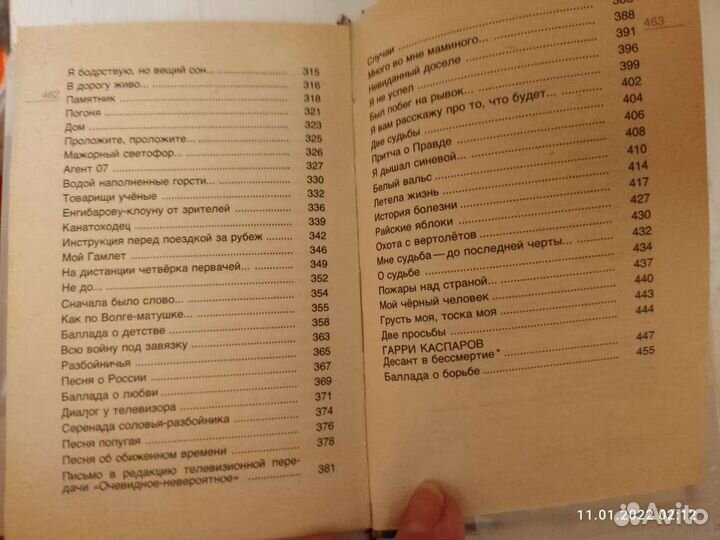 462
Я бодрствую, но вещий сон... 315
В дорогу живо... 316
Памятник 318
Погоня 321
Дом 323
Проложите, проложите... 325
Мажорный светофор... 326
Агент 07 327
Водой наполненные горсти... 330
Товарищи учёные 332
Енгибарову-клоуну от зрителей 336
Канатоходец 339
Инструкция перед поездкой за рубеж 342
Мой Гамлет 346
На дистанции четвёрка первачей... 349
Не до... 352
Сначала было слово... 354
Как по Волге-матушке... 355
Баллада о детстве 358
Всю войну под завязку 363
Разбойничья 365
Песня о России 367
Баллада о любви 369
Диалог у телевизора 371
Серенада соловья-разбойника 374
Песня попугая 376
Песня об обиженном времени 378
Письмо в редакцию телевизионной пере-
дачи «Очевидное-невероятное» 381
463
Случаи
Много во мне маминого... 388
Невиданный доселе 391
Я не успел 396
Был побег на рывок... 399
Я вам расскажу про то, что будет... 402
Две судьбы 404
Притча о Правде 406
Я дышал синевой... 408
Белый вальс 410
Летела жизнь 414
История болезни 417
Райские яблоки 427
Охота с вертолётов 430
Мне судьба — до последней черты... 432
О судьбе 434
Пожары над страной... 437
Мой чёрный человек 440
Грусть моя, тоска моя 443
Две просьбы 444
ГАРРИ КАСПАРОВ
Десант в бессмертие* 447
Баллада о борьбе 455
11.01.2022 02:12
Avito